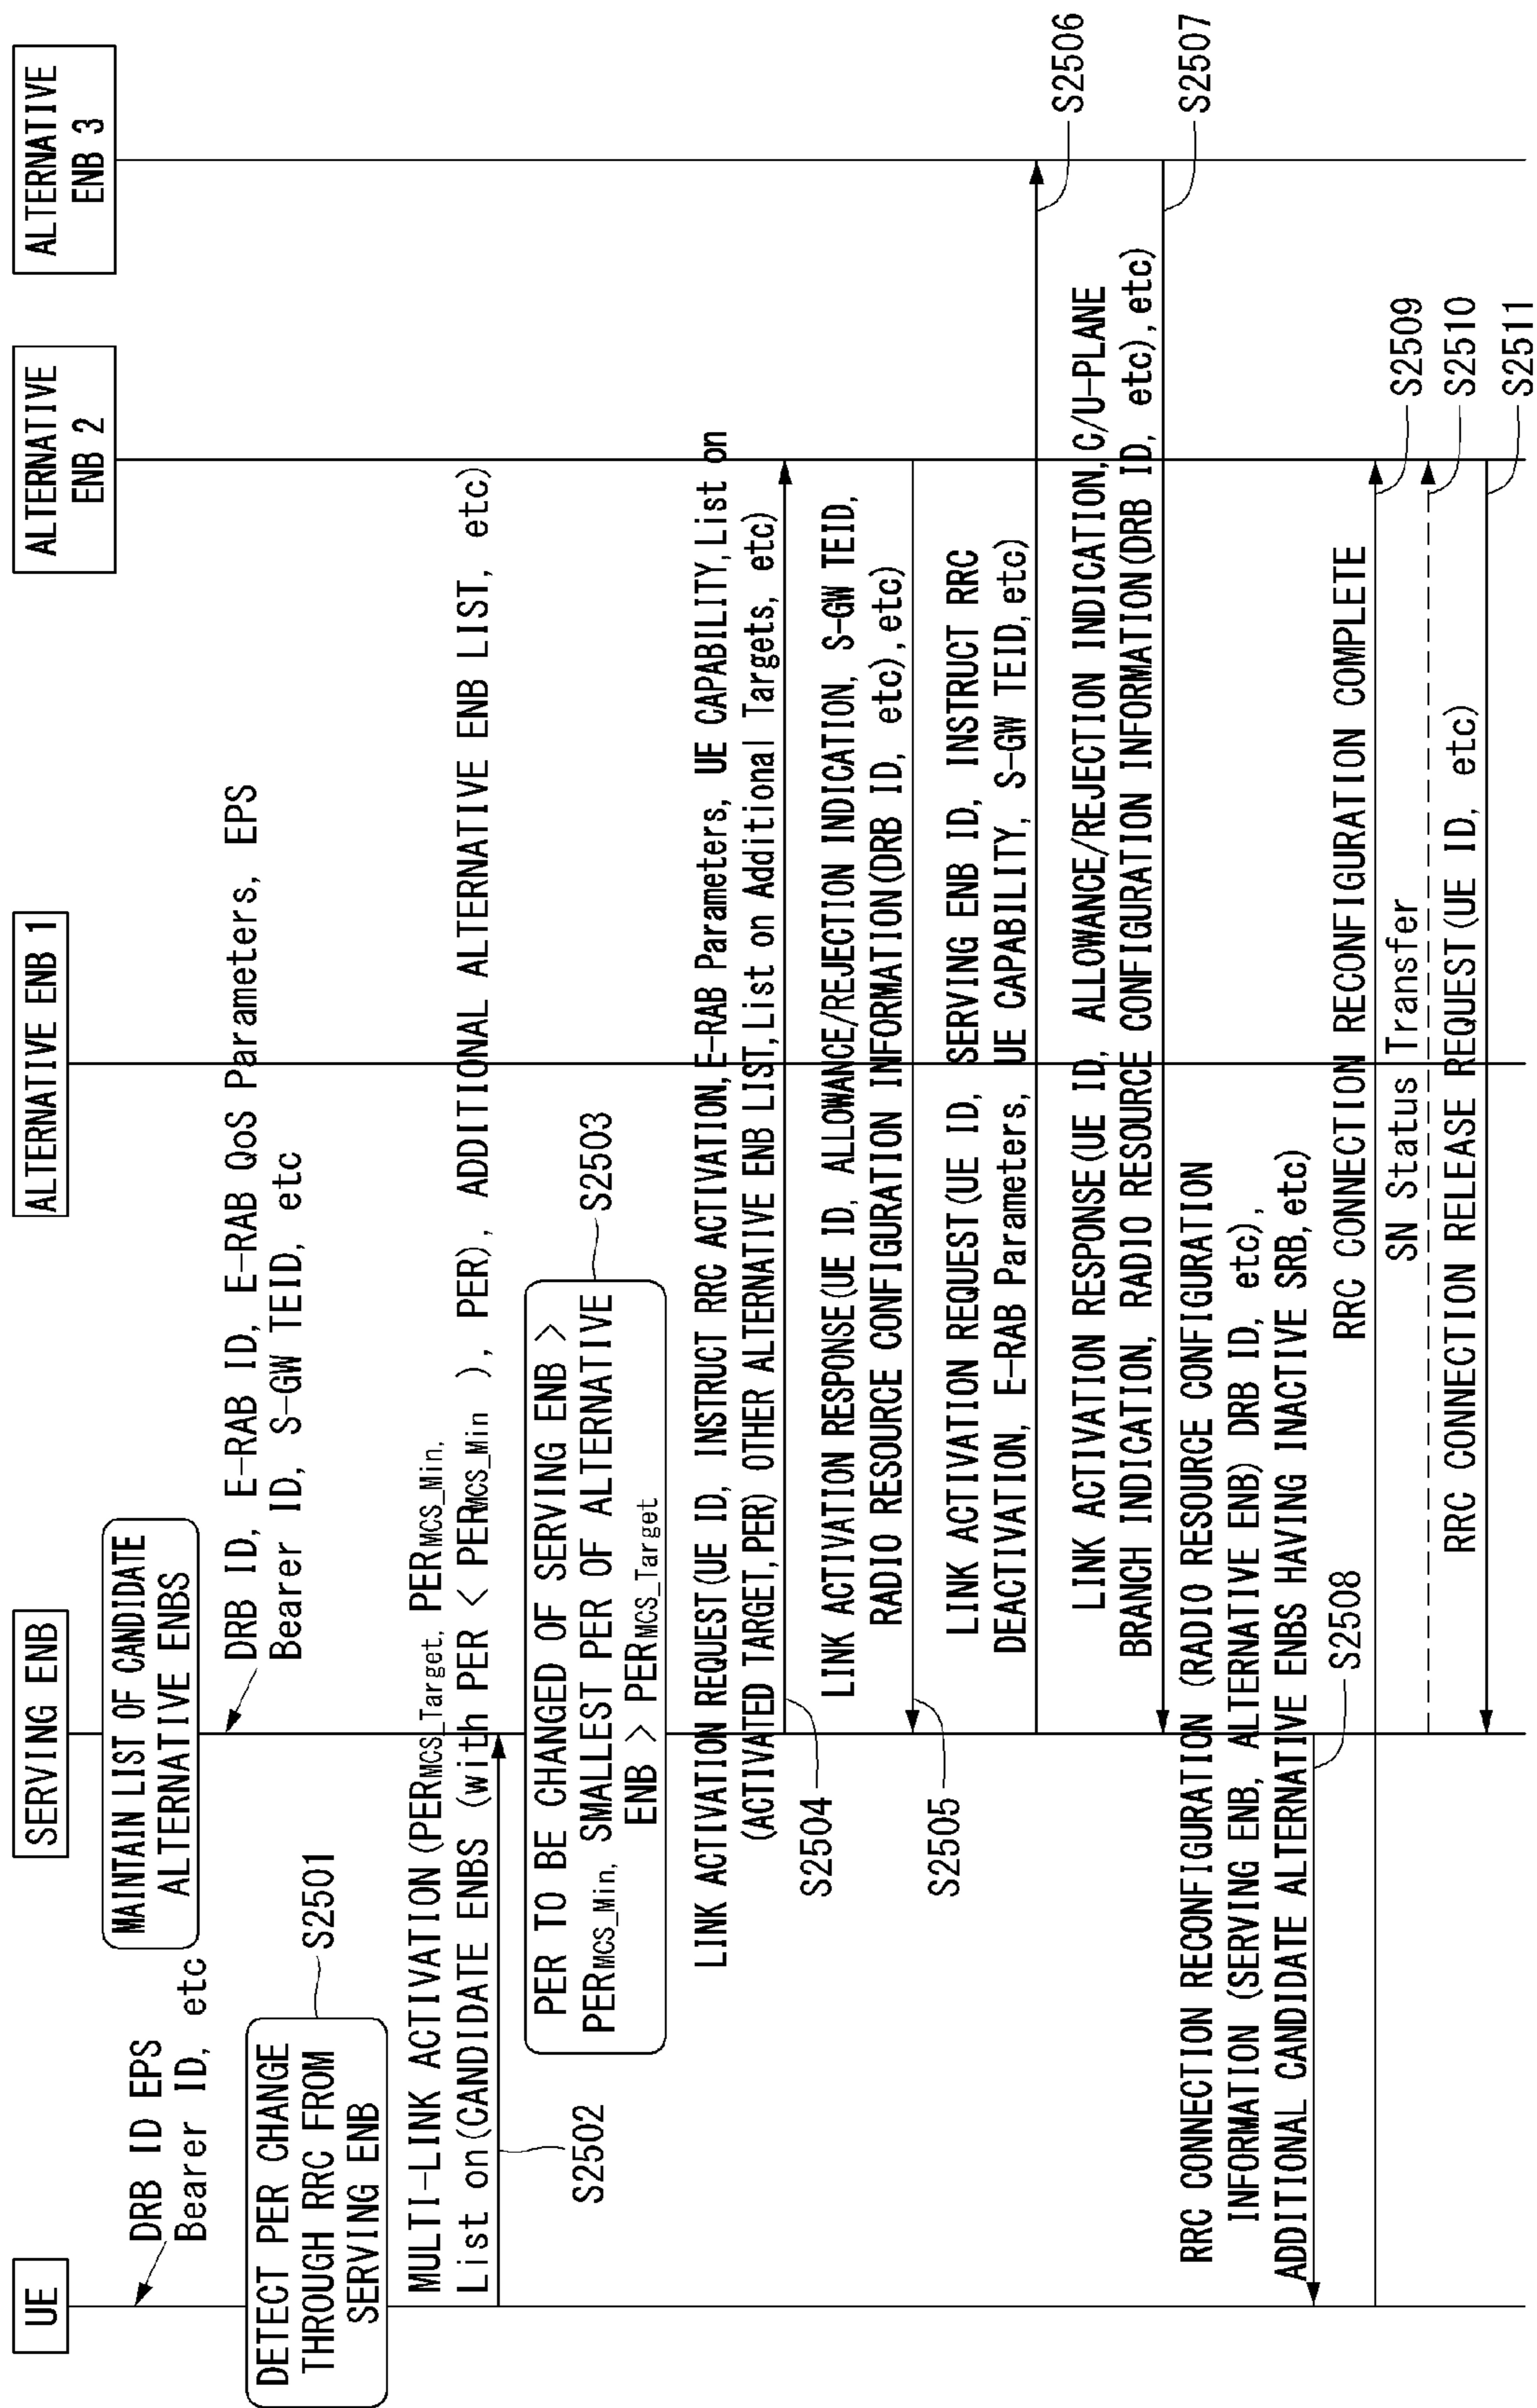 UE
SERVING ENB
ALTERNATIVE ENB 1
ALTERNATIVE
ENB 2
ALTERNATIVE
ENB 3
MAINTAIN LIST OF CANDIDATE
ALTERNATIVE ENBS
DRB ID EPS
Bearer ID, etc
DRB ID, E-RAB ID, E-RAB QoS Parameters, EPS
Bearer ID, S-GW TEID, etc
DETECT PER CHANGE
THROUGH RRC FROM
SERVING ENB
S2501
MULTI-LINK ACTIVATION(PERMCS_Target, PERMCS_Min,
List on(CANDIDATE ENBS (with PER < PERMCS_Min ), PER), ADDITIONAL ALTERNATIVE ENB LIST, etc)
S2502
PER TO BE CHANGED OF SERVING ENB >
PERMCS_Min, SMALLEST PER OF ALTERNATIVE
ENB > PERMCS_Target
S2503
LINK ACTIVATION REQUEST(UE ID, INSTRUCT RRC ACTIVATION,E-RAB Parameters, UE CAPABILITY,List on
(ACTIVATED TARGET,PER) OTHER ALTERNATIVE ENB LIST,List on Additional Targets, etc)
S2504
LINK ACTIVATION RESPONSE(UE ID, ALLOWANCE/REJECTION INDICATION, S-GW TEID,
RADIO RESOURCE CONFIGURATION INFORMATION(DRB ID, etc),etc)
S2505
LINK ACTIVATION REQUEST(UE ID, SERVING ENB ID, INSTRUCT RRC
DEACTIVATION, E-RAB Parameters, UE CAPABILITY, S-GW TEID,etc)
S2506
LINK ACTIVATION RESPONSE(UE ID, ALLOWANCE/REJECTION INDICATION,C/U-PLANE
BRANCH INDICATION, RADIO RESOURCE CONFIGURATION INFORMATION(DRB ID, etc),etc)
S2507
RRC CONNECTION RECONFIGURATION (RADIO RESOURCE CONFIGURATION
INFORMATION (SERVING ENB, ALTERNATIVE ENB) DRB ID, etc),
ADDITIONAL CANDIDATE ALTERNATIVE ENBS HAVING INACTIVE SRB,etc)
S2508
RRC CONNECTION RECONFIGURATION COMPLETE
S2509
SN Status Transfer
S2510
RRC CONNECTION RELEASE REQUEST(UE ID, etc)
S2511